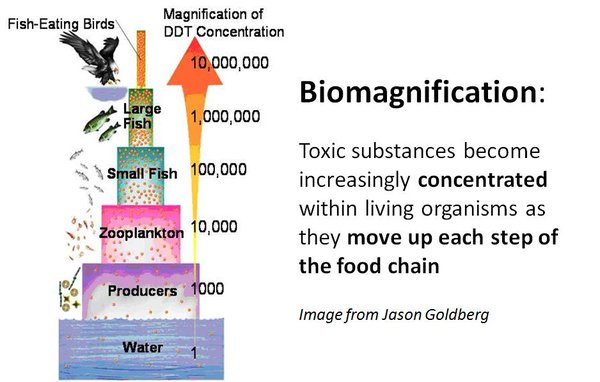 Fish-Eating Birds
Magnification of
DDT Concentration
10,000,000
Large
Fish
1,000,000
Small Fish
100,000
Zooplankton
10,000
Producers
1000
Water
1
Biomagnification:
Toxic substances become
increasingly concentrated
within living organisms as
they move up each step of
the food chain
Image from Jason Goldberg